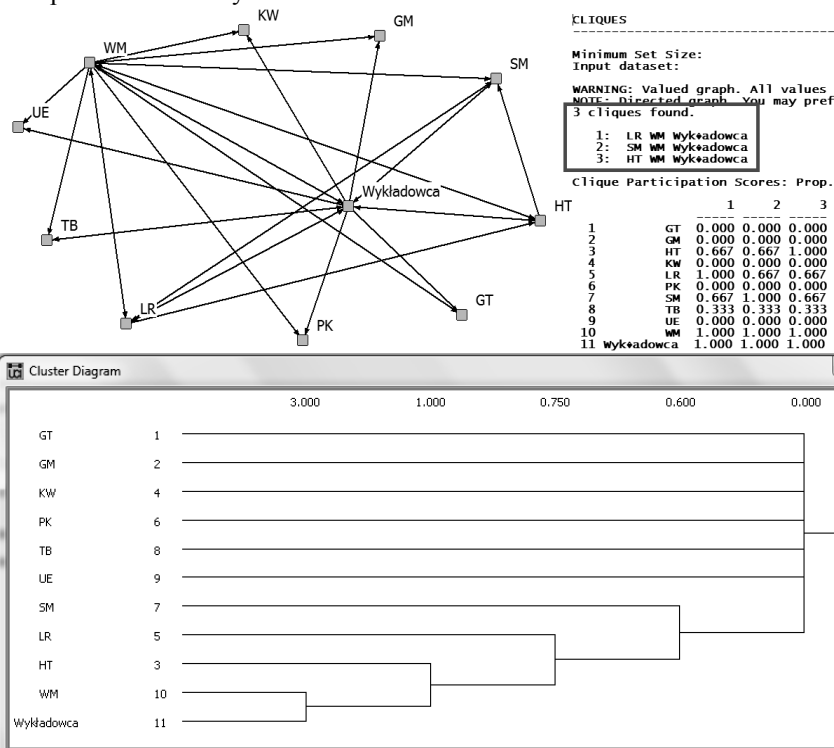 KW
GM
WM
SM
UE
Wykładowca
HT
TB
LR
GT
PK
CLIQUES
Minimum Set Size:
Input dataset:
WARNING: Valued graph. All values
NOTE: Directed graph. You may pref
3 cliques found.
1: LR WM Wyk♦adowca
2: SM WM Wyk♦adowca
3: HT WM Wyk♦adowca
Clique Participation Scores: Prop.
1 2 3
1 GT 0.000 0.000 0.000
2 GM 0.000 0.000 0.000
3 HT 0.667 0.667 1.000
4 KW 0.000 0.000 0.000
5 LR 1.000 0.667 0.667
6 PK 0.000 0.000 0.000
7 SM 0.667 1.000 0.667
8 TB 0.333 0.333 0.333
9 UE 0.000 0.000 0.000
10 WM 1.000 1.000 1.000
11 Wyk♦adowca 1.000 1.000 1.000
uci Cluster Diagram
3.000 1.000 0.750 0.600 0.000
GT 1
GM 2
KW 4
PK 6
TB 8
UE 9
SM 7
LR 5
HT 3
WM 10
Wykładowca 11